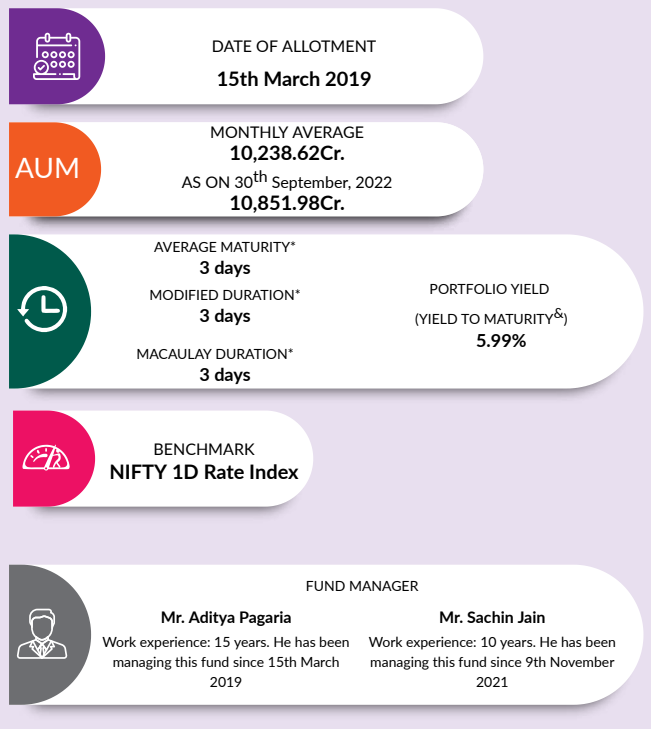 DATE OF ALLOTMENT
15th March 2019
AUM
MONTHLY AVERAGE
10,238.62Cr.
AS ON 30th September, 2022
10,851.98Cr.
AVERAGE MATURITY*
3 days
MODIFIED DURATION*
3 days
MACAULAY DURATION*
3 days
PORTFOLIO YIELD
(YIELD TO MATURITY&)
5.99%
BENCHMARK
NIFTY 1D Rate Index
FUND MANAGER
Mr. Aditya Pagaria
Work experience: 15 years. He has been
managing this fund since 15th March
2019
Mr. Sachin Jain
Work experience: 10 years. He has been
managing this fund since 9th November
2021